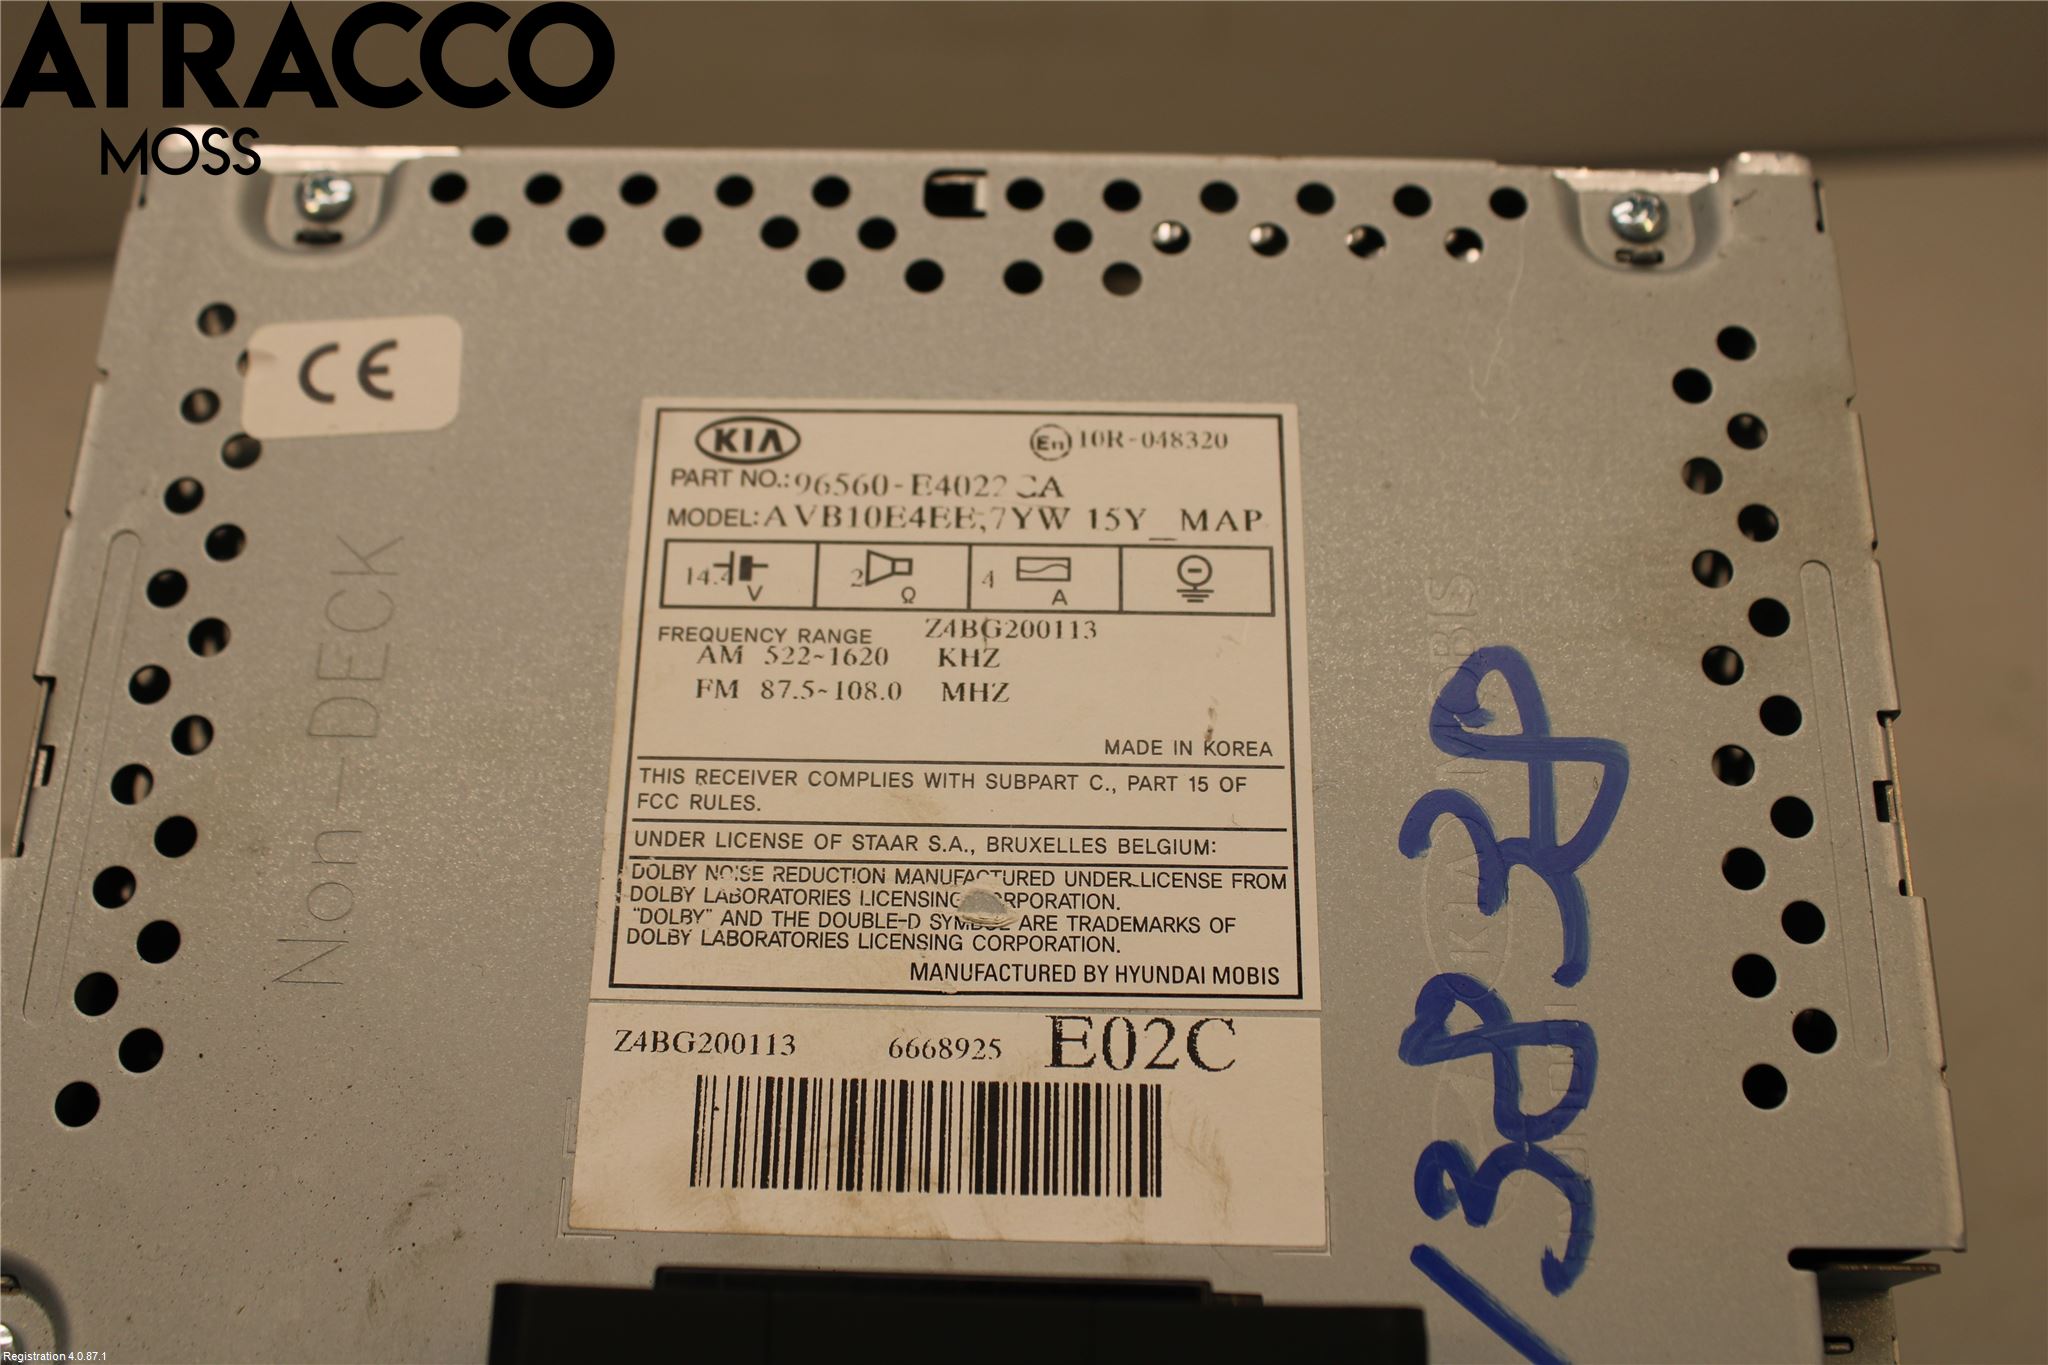 ATRACCO
MOSS
CE
Non-DECK
KIA
10R-048320
PART NO.: CA
MODEL: AVB10E4EE,7YW 15Y_MAP
14.4 V
2 Ω
4 A
FREQUENCY RANGE Z4BG200113
AM 522~1620 KHZ
FM 87.5~108.0 MHZ
MADE IN KOREA
THIS RECEIVER COMPLIES WITH SUBPART C., PART 15 OF
FCC RULES.
UNDER LICENSE OF STAAR S.A., BRUXELLES BELGIUM:
DOLBY NOISE REDUCTION MANUFACTURED UNDER LICENSE FROM
DOLBY LABORATORIES LICENSING CORPORATION.
"DOLBY" AND THE DOUBLE-D SYMBOL ARE TRADEMARKS OF
DOLBY LABORATORIES LICENSING CORPORATION.
MANUFACTURED BY HYUNDAI MOBIS
Z4BG200113 6668925 E02C
Registration 4.0.87.1